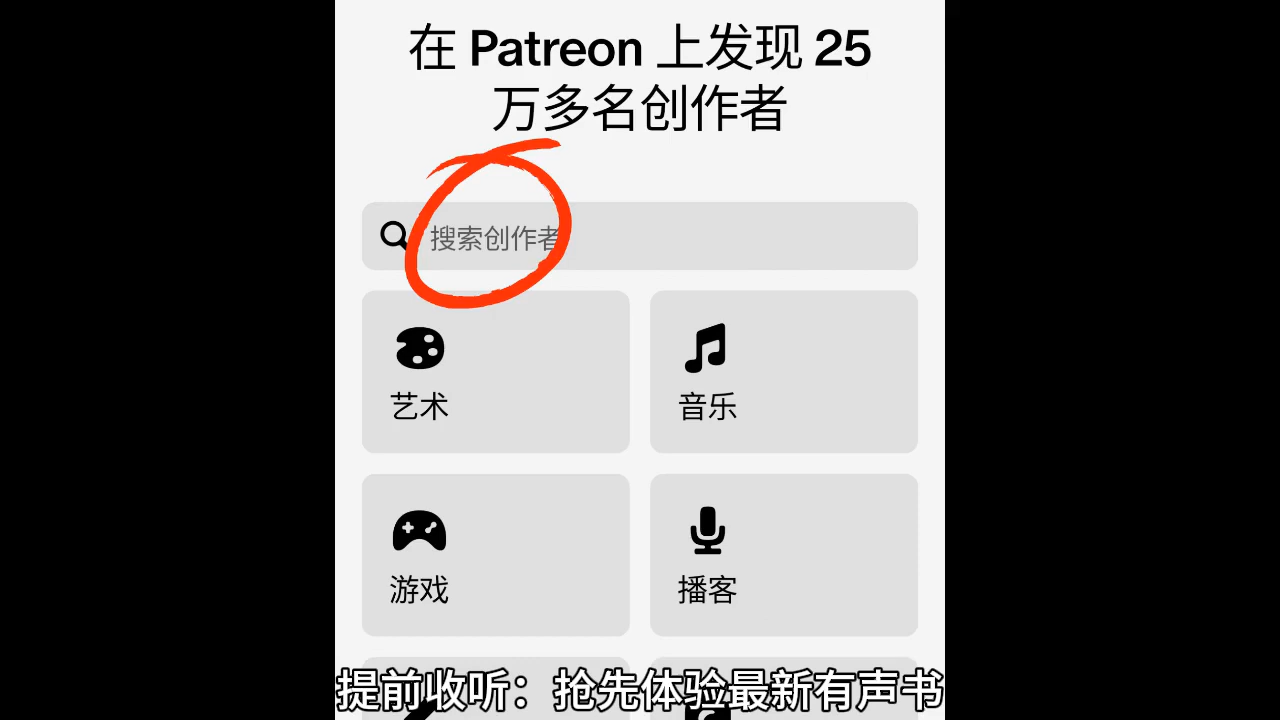 在 Patreon 上发现 25
万多名创作者
搜索创作者
艺术
音乐
游戏
播客
提前收听：抢先体验最新有声书